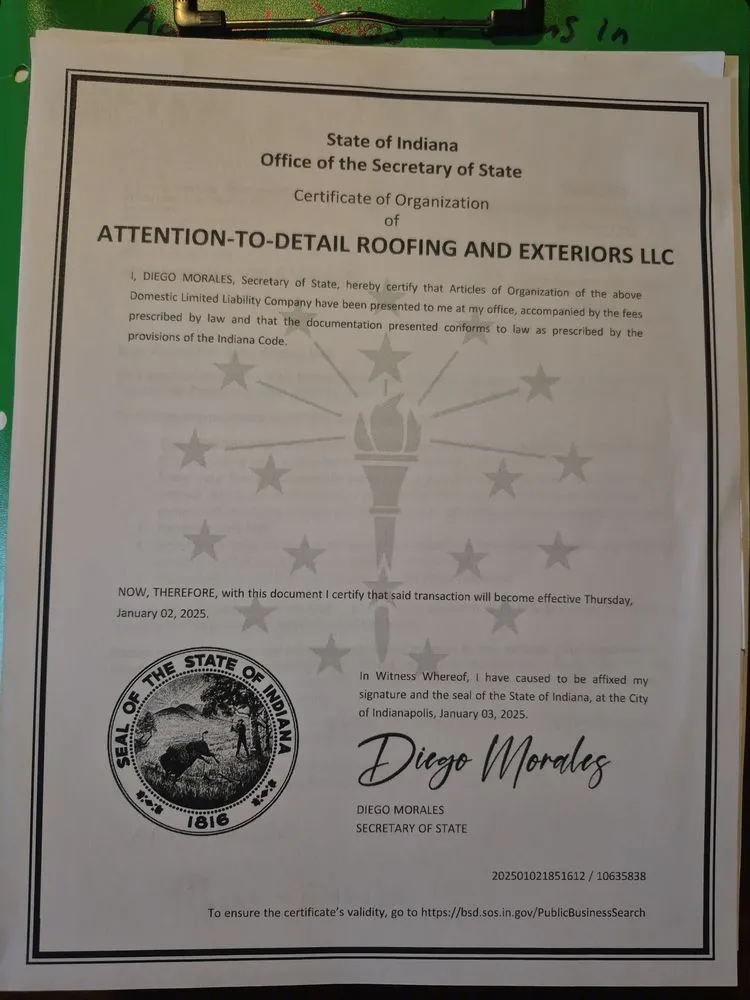 ns in
State of Indiana
Office of the Secretary of State
Certificate of Organization
of
ATTENTION-TO-DETAIL ROOFING AND EXTERIORS LLC
I, DIEGO MORALES, Secretary of State, hereby certify that Articles of Organization of the above
Domestic Limited Liability Company have been presented to me at my office, accompanied by the fees
prescribed by law and that the documentation presented conforms to law as prescribed by the
provisions of the Indiana Code.
NOW, THEREFORE, with this document I certify that said transaction will become effective Thursday,
January 02, 2025.
SEAL OF THE STATE OF INDIANA
1816
In Witness Whereof, I have caused to be affixed my
signature and the seal of the State of Indiana, at the City
of Indianapolis, January 03, 2025.
Diego Morales
DIEGO MORALES
SECRETARY OF STATE
202501021851612 / 10635838
To ensure the certificate's validity, go to https://bsd.sos.in.gov/PublicBusinessSearch